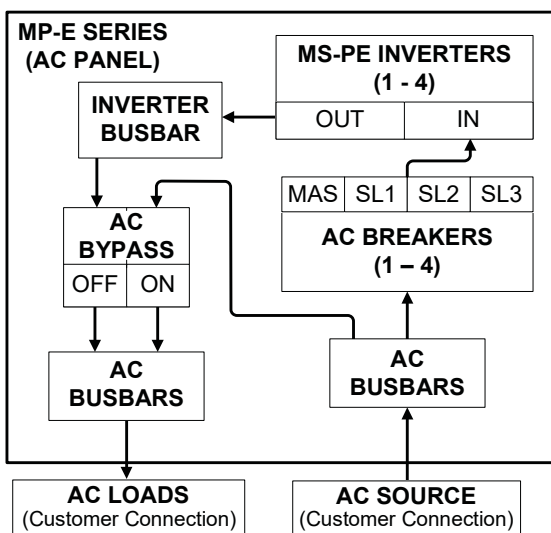 MP-E SERIES
(AC PANEL)
MS-PE INVERTERS
(1 - 4)
OUT IN
INVERTER
BUSBAR
MAS SL1 SL2 SL3
AC BREAKERS
(1 – 4)
AC
BYPASS
OFF ON
AC
BUSBARS
AC
BUSBARS
AC LOADS
(Customer Connection)
AC SOURCE
(Customer Connection)